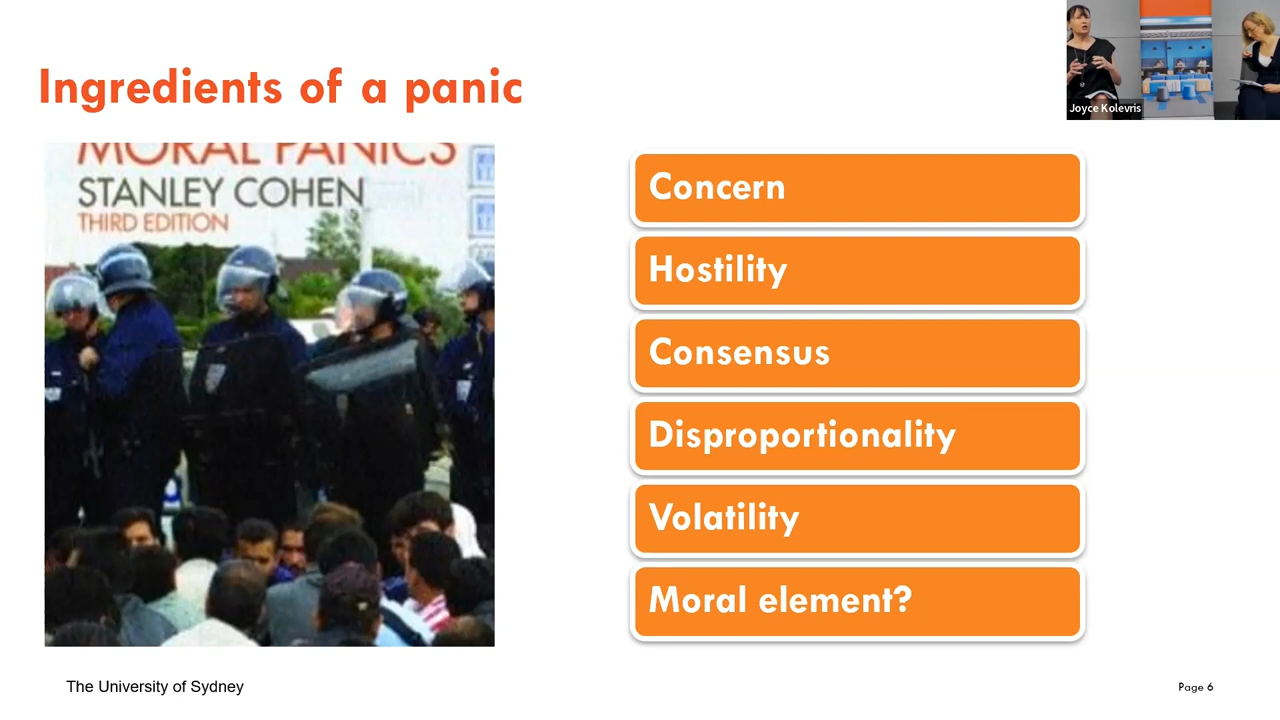 Ingredients of a panic
Joyce Kolevris
MORAL PANICS
STANLEY COHEN
THIRD EDITION
Concern
Hostility
Consensus
Disproportionality
Volatility
Moral element?
The University of Sydney
Page 6